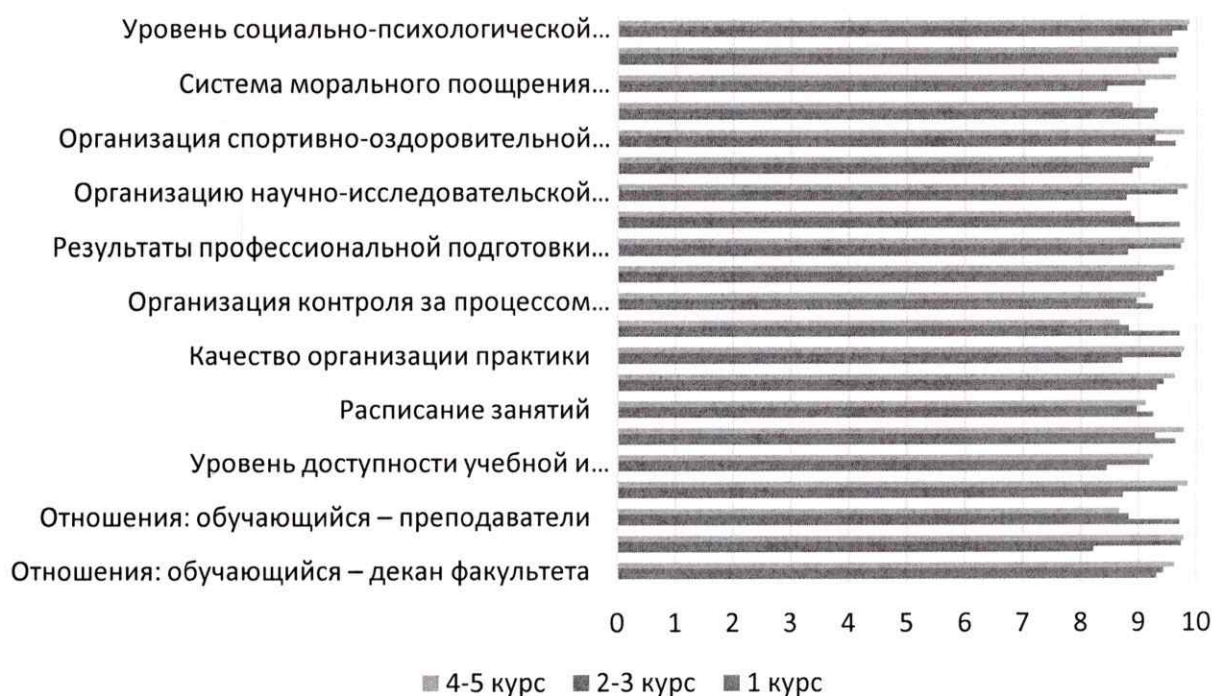 Уровень социально-психологической...
Система морального поощрения...
Организация спортивно-оздоровительной...
Организацию научно-исследовательской...
Результаты профессиональной подготовки...
Организация контроля за процессом...
Качество организации практики
Расписание занятий
Уровень доступности учебной и...
Отношения: обучающийся – преподаватели
Отношения: обучающийся – декан факультета
0 1 2 3 4 5 6 7 8 9 10
4-5 курс 2-3 курс 1 курс